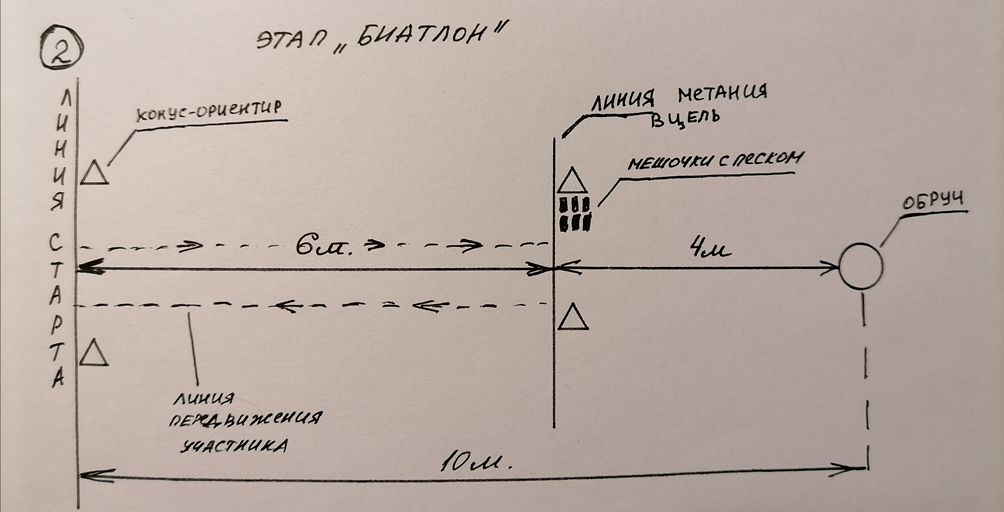 2
ЭТАП „БИАТЛОН"
ЛИНИЯ СТАРТА
КОНУС-ОРИЕНТИР
ЛИНИЯ МЕТАНИЯ
В ЦЕЛЬ
МЕШОЧКИ С ПЕСКОМ
ОБРУЧ
6м.
4м
ЛИНИЯ
ПЕРЕДВИЖЕНИЯ
УЧАСТНИКА
10м.